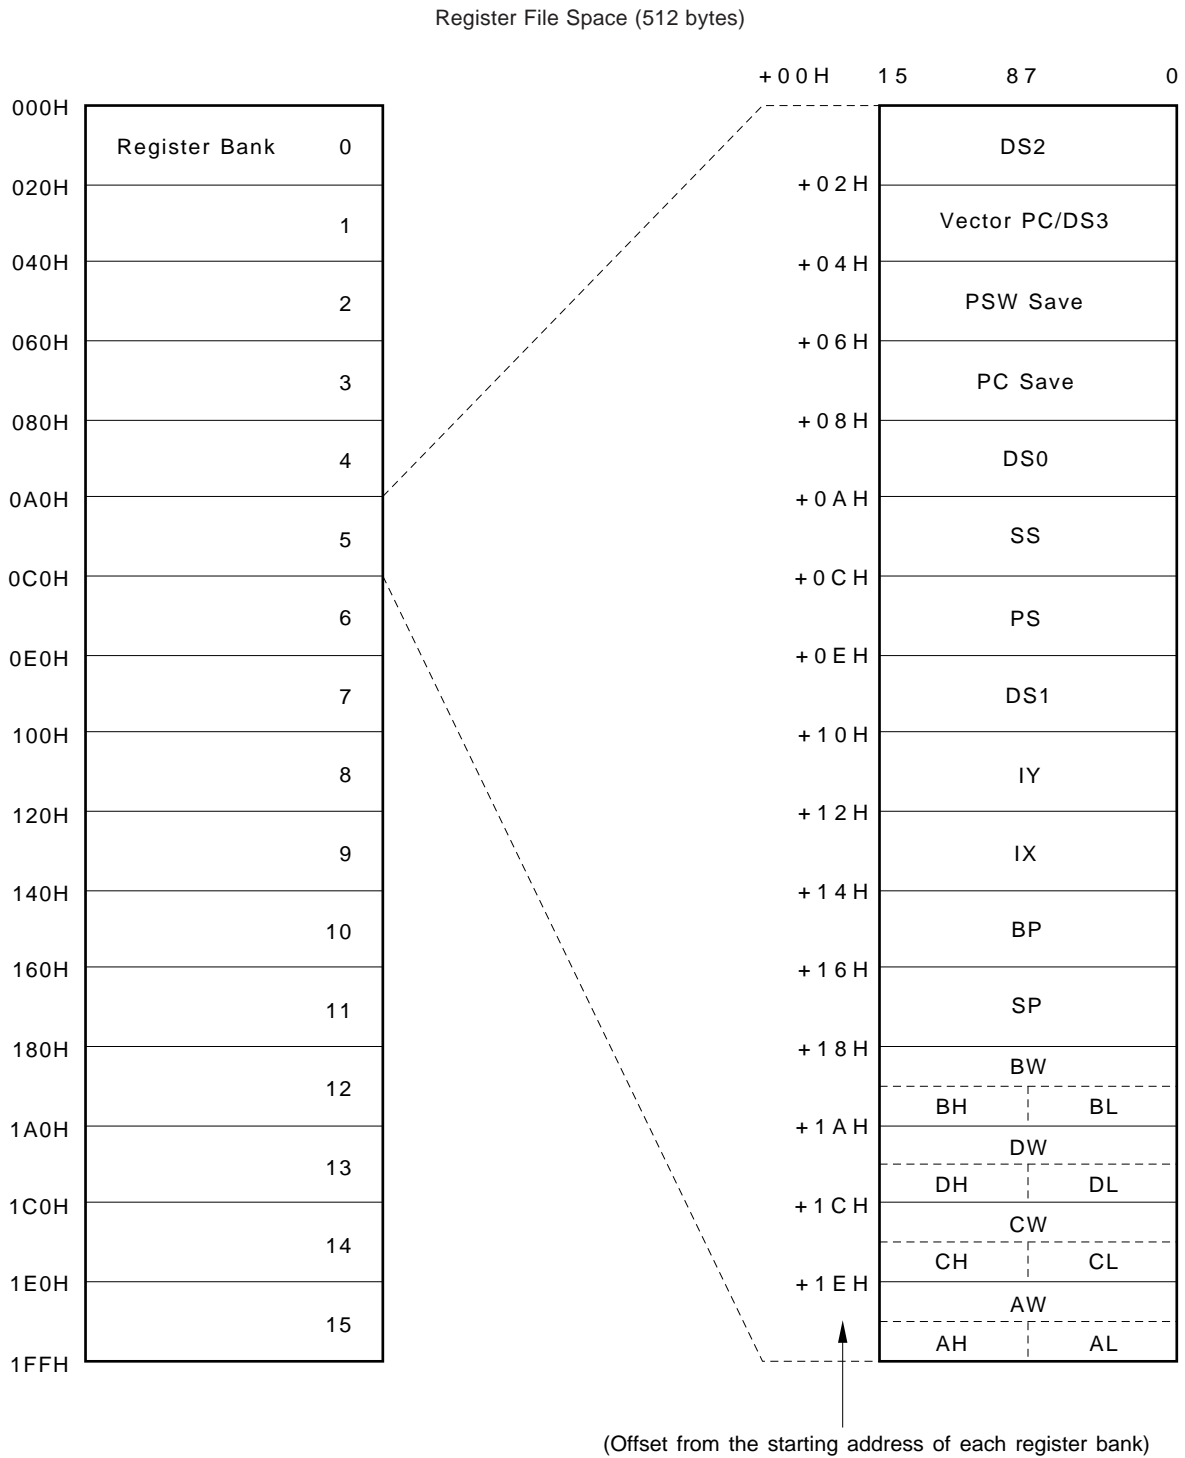 Register File Space (512 bytes)
+00H 15 87 0
000H
Register Bank 0
DS2
020H
+02H
1
Vector PC/DS3
040H
+04H
2
PSW Save
060H
+06H
3
PC Save
080H
+08H
4
DS0
0A0H
+0AH
5
SS
0C0H
+0CH
6
PS
0E0H
+0EH
7
DS1
100H
+10H
8
IY
120H
+12H
9
IX
140H
+14H
10
BP
160H
+16H
11
SP
180H
+18H
BW
12
BH BL
1A0H
+1AH
DW
13
DH DL
1C0H
+1CH
CW
14
CH CL
1E0H
+1EH
AW
15
AH AL
1FFH
(Offset from the starting address of each register bank)